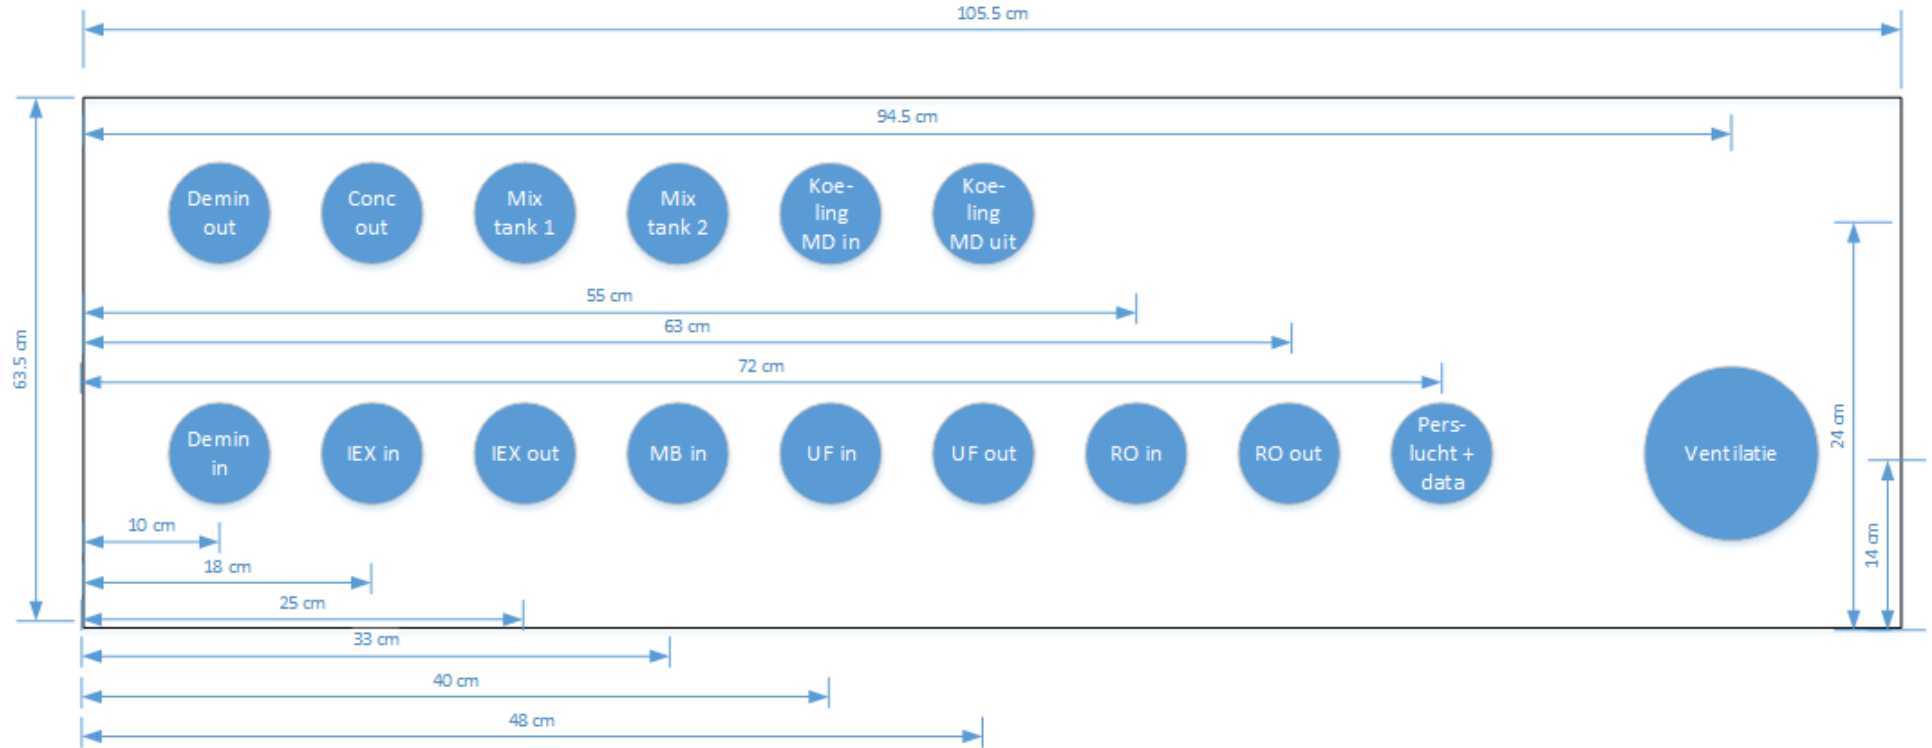 105.5 cm
94.5 cm
Demin
out
Conc
out
Mix
tank 1
Mix
tank 2
Koe-
ling
MD in
Koe-
ling
MD uit
55 cm
63 cm
72 cm
63.5 cm
24 cm
Demin
in
IEX in
IEX out
MB in
UF in
UF out
RO in
RO out
Pers-
lucht +
data
Ventilatie
14 cm
10 cm
18 cm
25 cm
33 cm
40 cm
48 cm